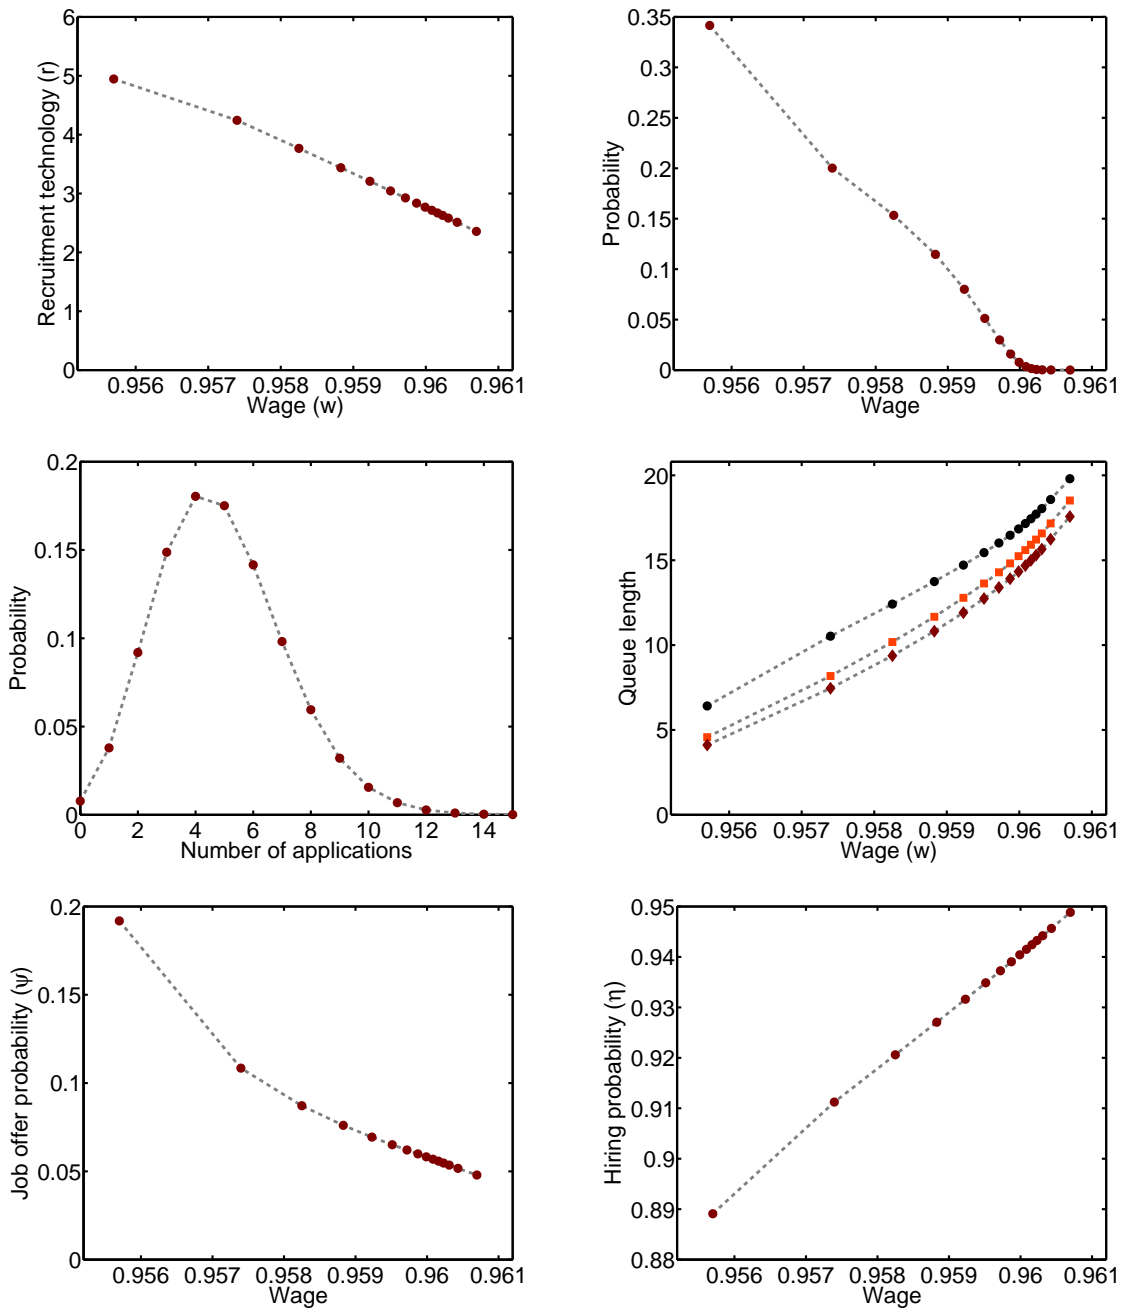 6
5
4
3
2
1
0
0.956 0.957 0.958 0.959 0.96 0.961
Wage (w)
Recruitment technology (r)
0.35
0.3
0.25
0.2
0.15
0.1
0.05
0
0.956 0.957 0.958 0.959 0.96 0.961
Wage
Probability
0.2
0.15
0.1
0.05
0
0 2 4 6 8 10 12 14
Number of applications
Probability
20
15
10
5
0
0.956 0.957 0.958 0.959 0.96 0.961
Wage (w)
Queue length
0.2
0.15
0.1
0.05
0
0.956 0.957 0.958 0.959 0.96 0.961
Wage
Job offer probability (ψ)
0.95
0.94
0.93
0.92
0.91
0.9
0.89
0.88
0.956 0.957 0.958 0.959 0.96 0.961
Wage
Hiring probability (η)